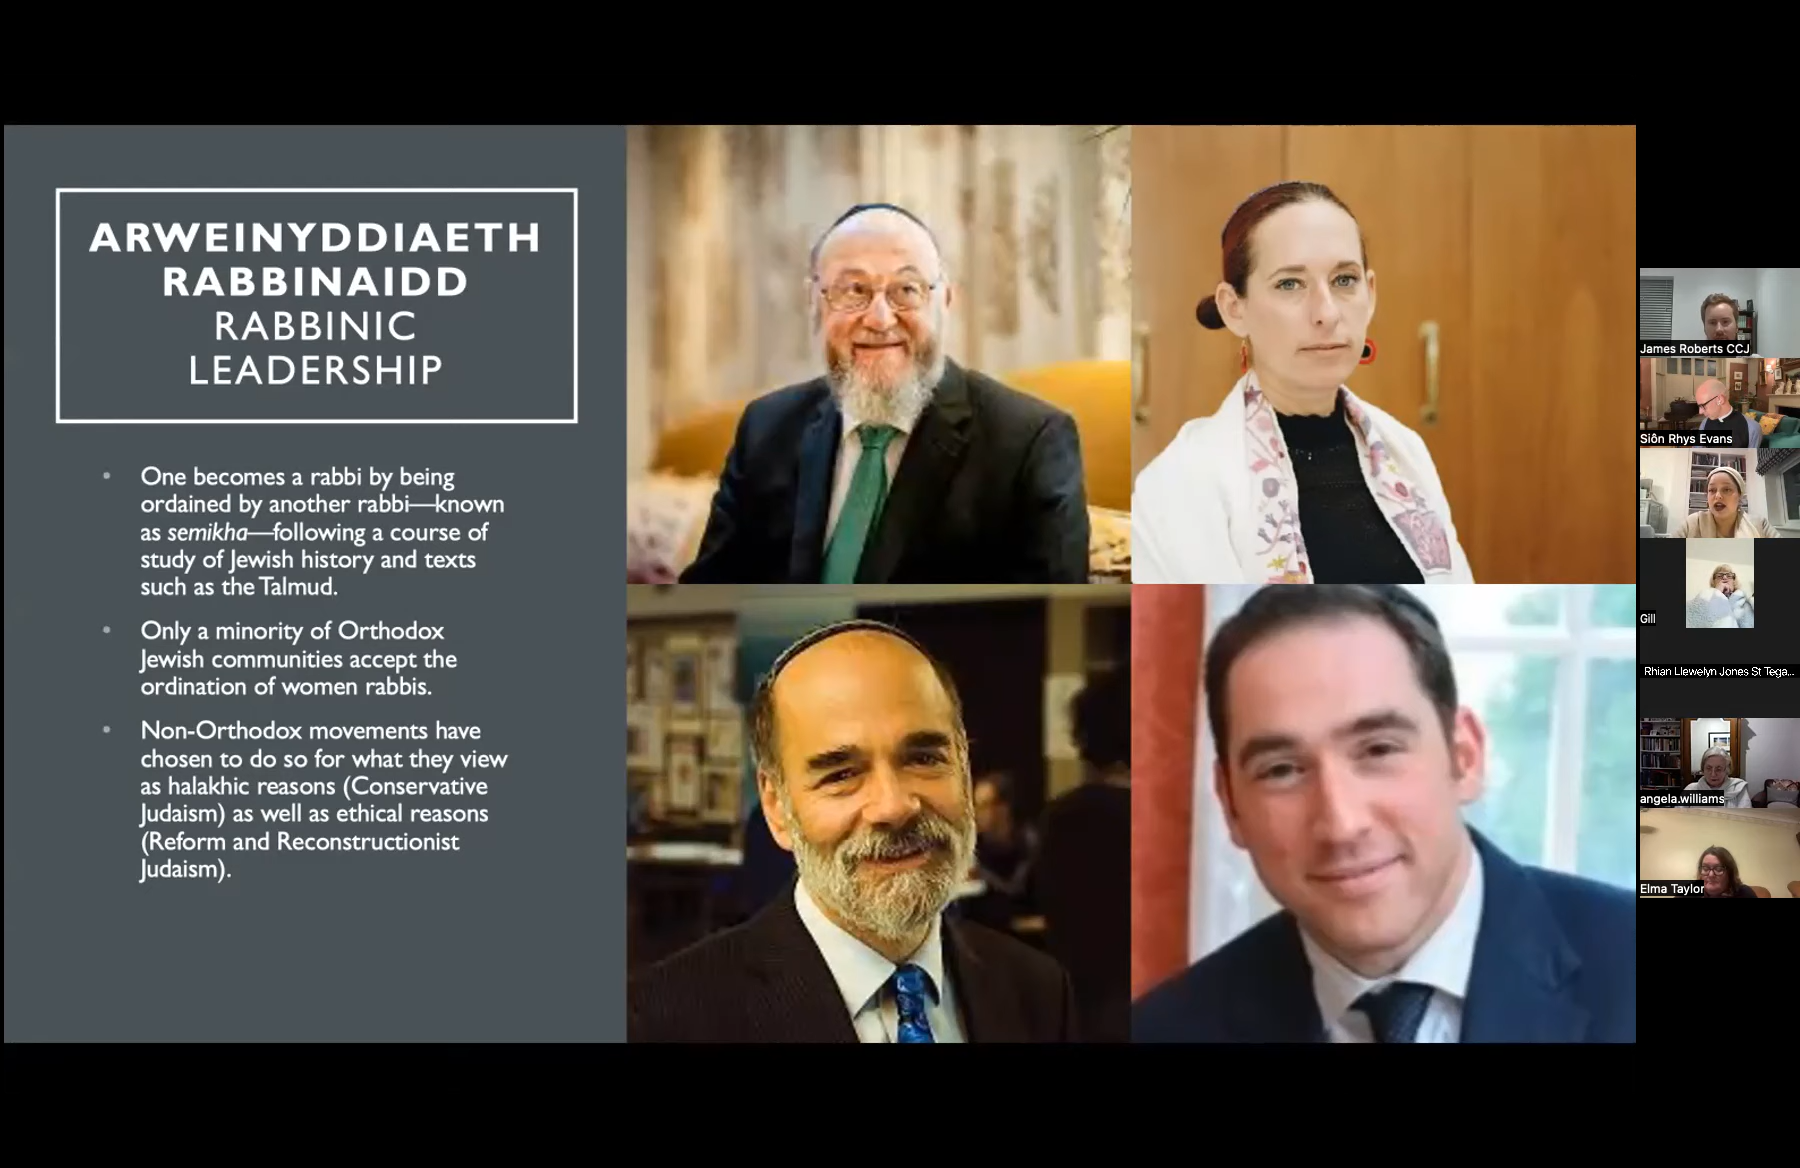 ARWEINYDDIAETH
RABBINAIDD
RABBINIC
LEADERSHIP
• One becomes a rabbi by being
ordained by another rabbi—known
as semikha—following a course of
study of Jewish history and texts
such as the Talmud.
• Only a minority of Orthodox
Jewish communities accept the
ordination of women rabbis.
• Non-Orthodox movements have
chosen to do so for what they view
as halakhic reasons (Conservative
Judaism) as well as ethical reasons
(Reform and Reconstructionist
Judaism).
James Roberts CCJ
Siôn Rhys Evans
Gill
Rhian Llewelyn Jones St Tega...
angela.williams
Elma Taylor